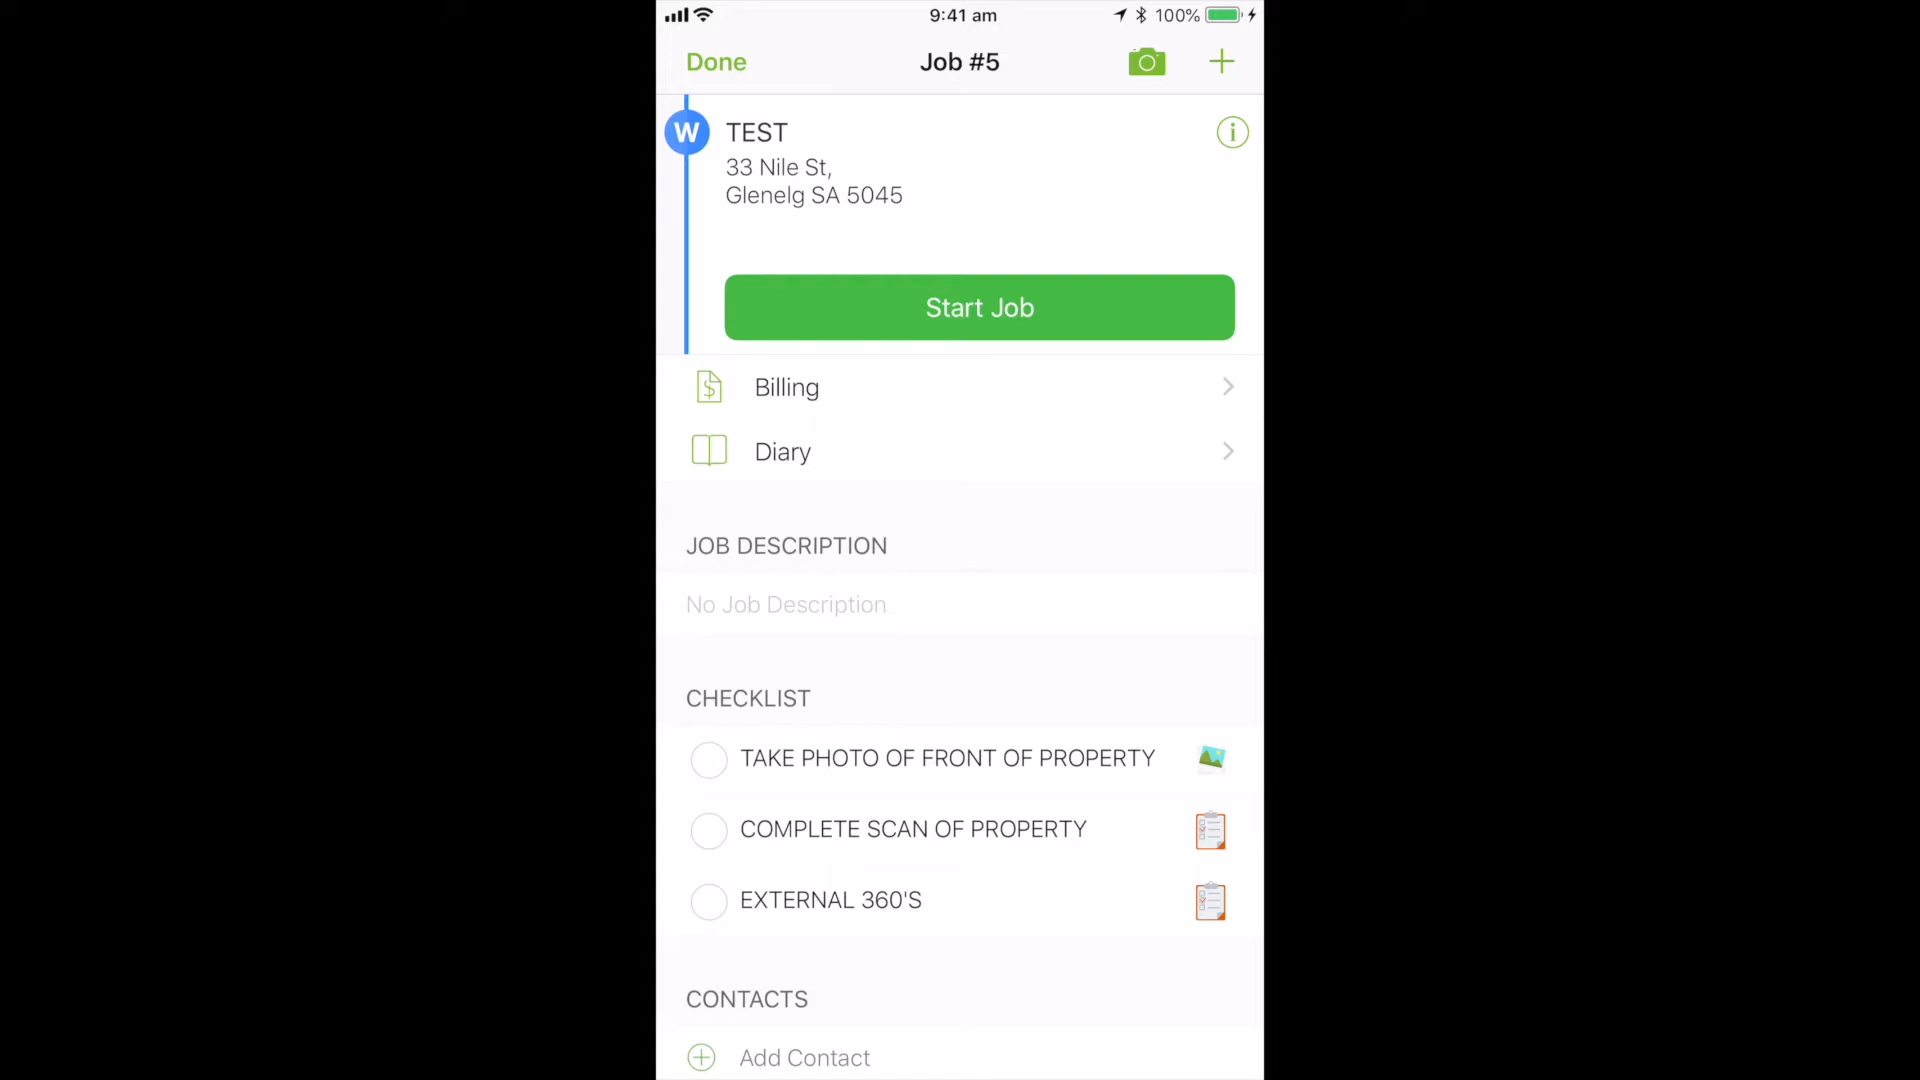 9:41 am
100%
Done
Job #5
W
TEST
33 Nile St,
Glenelg SA 5045
i
Start Job
$
Billing
Diary
JOB DESCRIPTION
No Job Description
CHECKLIST
TAKE PHOTO OF FRONT OF PROPERTY
COMPLETE SCAN OF PROPERTY
EXTERNAL 360'S
CONTACTS
Add Contact